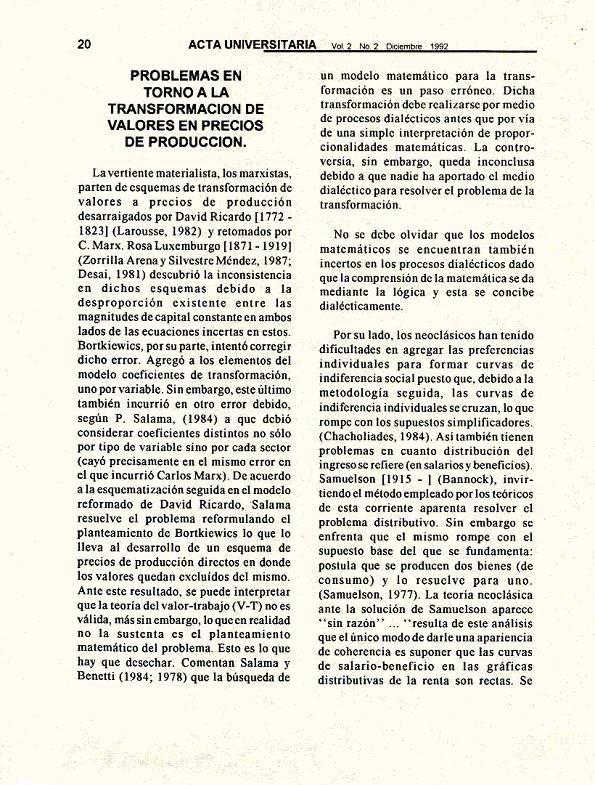 20
ACTA UNIVERSITARIA Vol. 2 No. 2 Diciembre 1992
PROBLEMAS EN
TORNO A LA
TRANSFORMACION DE
VALORES EN PRECIOS
DE PRODUCCION.
La vertiente materialista, los marxistas,
parten de esquemas de transformación de
valores a precios de producción
desarraigados por David Ricardo [1772 -
1823] (Larousse, 1982) y retomados por
C. Marx. Rosa Luxemburgo [1871 - 1919]
(Zorrilla Arena y Silvestre Méndez, 1987;
Desai, 1981) descubrió la inconsistencia
en dichos esquemas debido a la
desproporción existente entre las
magnitudes de capital constante en ambos
lados de las ecuaciones incertas en estos.
Bortkiewics, por su parte, intentó corregir
dicho error. Agregó a los elementos del
modelo coeficientes de transformación,
uno por variable. Sin embargo, este último
también incurrió en otro error debido,
según P. Salama, (1984) a que debió
considerar coeficientes distintos no sólo
por tipo de variable sino por cada sector
(cayó precisamente en el mismo error en
el que incurrió Carlos Marx). De acuerdo
a la esquematización seguida en el modelo
reformado de David Ricardo, Salama
resuelve el problema reformulando el
planteamiento de Bortkiewics lo que lo
lleva al desarrollo de un esquema de
precios de producción directos en donde
los valores quedan excluídos del mismo.
Ante este resultado, se puede interpretar
que la teoría del valor-trabajo (V-T) no es
válida, más sin embargo, lo que en realidad
no la sustenta es el planteamiento
matemático del problema. Esto es lo que
hay que desechar. Comentan Salama y
Benetti (1984; 1978) que la búsqueda de
un modelo matemático para la trans-
formación es un paso erróneo. Dicha
transformación debe realizarse por medio
de procesos dialécticos antes que por vía
de una simple interpretación de propor-
cionalidades matemáticas. La contro-
versia, sin embargo, queda inconclusa
debido a que nadie ha aportado el medio
dialéctico para resolver el problema de la
transformación.
No se debe olvidar que los modelos
matemáticos se encuentran también
incertos en los procesos dialécticos dado
que la comprensión de la matemática se da
mediante la lógica y esta se concibe
dialécticamente.
Por su lado, los neoclásicos han tenido
dificultades en agregar las preferencias
individuales para formar curvas de
indiferencia social puesto que, debido a la
metodología seguida, las curvas de
indiferencia individuales se cruzan, lo que
rompe con los supuestos simplificadores.
(Chacholiades, 1984). Así también tienen
problemas en cuanto distribución del
ingreso se refiere (en salarios y beneficios).
Samuelson [1915 - ] (Bannock), inver-
tiendo el método empleado por los teóricos
de esta corriente aparenta resolver el
problema distributivo. Sin embargo se
enfrenta que el mismo rompe con el
supuesto base del que se fundamenta:
postula que se producen dos bienes (de
consumo) y lo resuelve para uno.
(Samuelson, 1977). La teoría neoclásica
ante la solución de Samuelson aparece
''sin razón'' ... ''resulta de este análisis
que el único modo de darle una apariencia
de coherencia es suponer que las curvas
de salario-beneficio en las gráficas
distributivas de la renta son rectas. Se